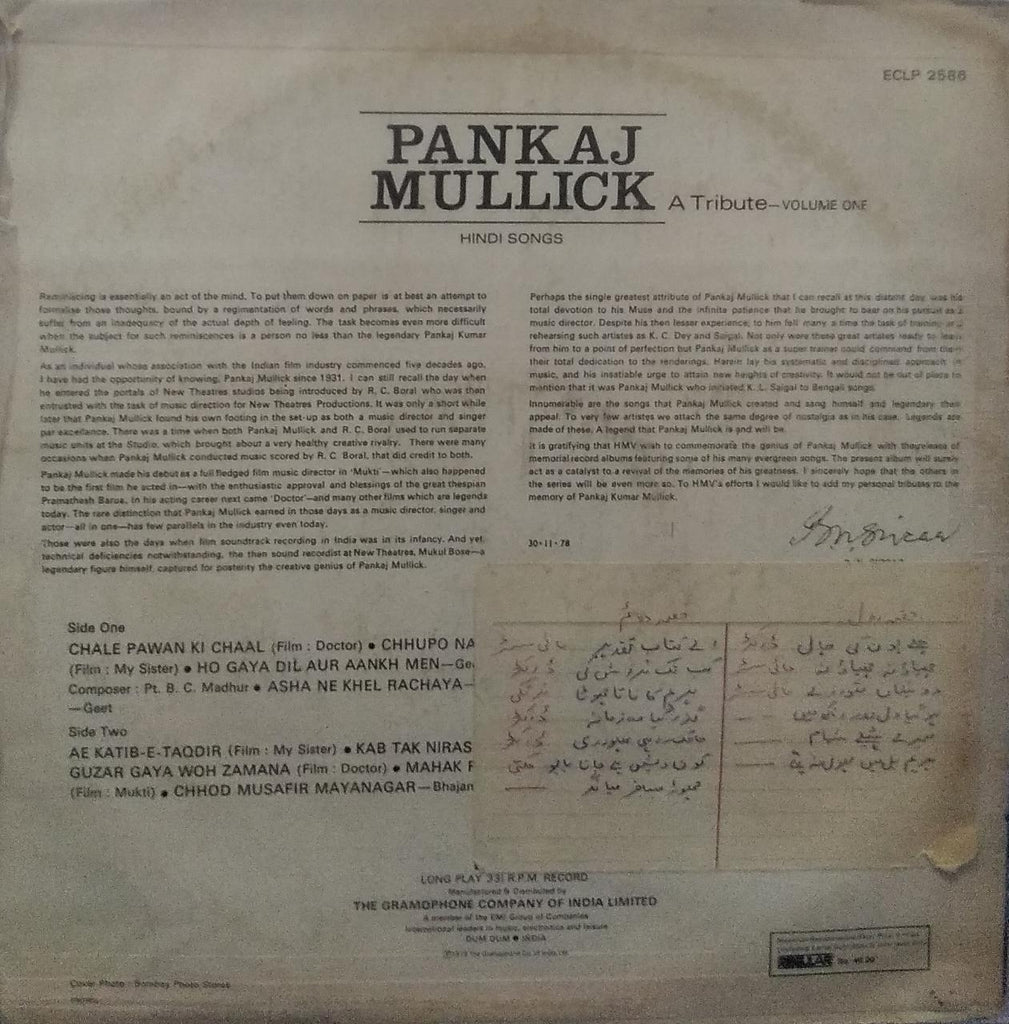 ECLP 2586
PANKAJ
MULLICK A Tribute—VOLUME ONE
HINDI SONGS
Reminiscing is essentially an act of the mind. To put them down on paper is at best an attempt to
formalise those thoughts, bound by a regimentation of words and phrases, which necessarily
suffer from an inadequacy of the actual depth of feeling. The task becomes even more difficult
when the subject for such reminiscences is a person no less than the legendary Pankaj Kumar
Mullick.
As an individual whose association with the Indian film industry commenced five decades ago,
I have had the opportunity of knowing, Pankaj Mullick since 1931. I can still recall the day when
he entered the portals of New Theatres studios being introduced by R. C. Boral who was then
entrusted with the task of music direction for New Theatres Productions. It was only a short while
later that Pankaj Mullick found his own footing in the set-up as both a music director and singer
par excellence. There was a time when both Pankaj Mullick and R. C. Boral used to run separate
music units at the Studio, which brought about a very healthy creative rivalry. There were many
occasions when Pankaj Mullick conducted music scored by R. C. Boral, that did credit to both.
Pankaj Mullick made his debut as a full fledged film music director in 'Mukti'—which also happened
to be the first film he acted in—with the enthusiastic approval and blessings of the great thespian
Pramathesh Barua. In his acting career next came 'Doctor'—and many other films which are legends
today. The rare distinction that Pankaj Mullick earned in those days as a music director, singer and
actor—all in one—has few parallels in the industry even today.
Those were also the days when film soundtrack recording in India was in its infancy. And yet,
technical deficiencies notwithstanding, the then sound recordist at New Theatres, Mukul Bose—a
legendary figure himself, captured for posterity the creative genius of Pankaj Mullick.
Perhaps the single greatest attribute of Pankaj Mullick that I can recall at this distant day was his
total devotion to his Muse and the infinite patience that he brought to bear on his pursuit as a
music director. Despite his then lesser experience, to him fell many a time the task of training or
rehearsing such artistes as K. C. Dey and Saigal. Not only were these great artistes ready to learn
from him to a point of perfection but Pankaj Mullick as a super trainer could command from them
their total dedication to the renderings. Herein lay his systematic and disciplined approach to
music, and his insatiable urge to attain new heights of creativity. It would not be out of place to
mention that it was Pankaj Mullick who initiated K. L. Saigal to Bengali songs.
Innumerable are the songs that Pankaj Mullick created and sang himself and legendary their
appeal. To very few artistes we attach the same degree of nostalgia as in his case. Legends are
made of these. A legend that Pankaj Mullick is and will be.
It is gratifying that HMV wish to commemorate the genius of Pankaj Mullick with the release of
memorial record albums featuring some of his many evergreen songs. The present album will surely
act as a catalyst to a revival of the memories of his greatness. I sincerely hope that the others in
the series will be even more so. To HMV's efforts I would like to add my personal tributes to the
memory of Pankaj Kumar Mullick.
30-11-78
Side One
CHALE PAWAN KI CHAAL (Film : Doctor) ● CHHUPO NA
(Film : My Sister) ● HO GAYA DIL AUR AANKH MEN—Ge
Composer : Pt. B. C. Madhur ● ASHA NE KHEL RACHAYA—
—Geet
Side Two
AE KATIB-E-TAQDIR (Film : My Sister) ● KAB TAK NIRAS
GUZAR GAYA WOH ZAMANA (Film : Doctor) ● MAHAK
(Film : Mukti) ● CHHOD MUSAFIR MAYANAGAR—Bhajan
LONG PLAY 33⅓ R.P.M. RECORD
Manufactured & Distributed by
THE GRAMOPHONE COMPANY OF INDIA LIMITED
A member of the EMI Group of Companies
International leaders in music, electronics and leisure
DUM DUM ● INDIA
Cover Photo : Bombay Photo Stores